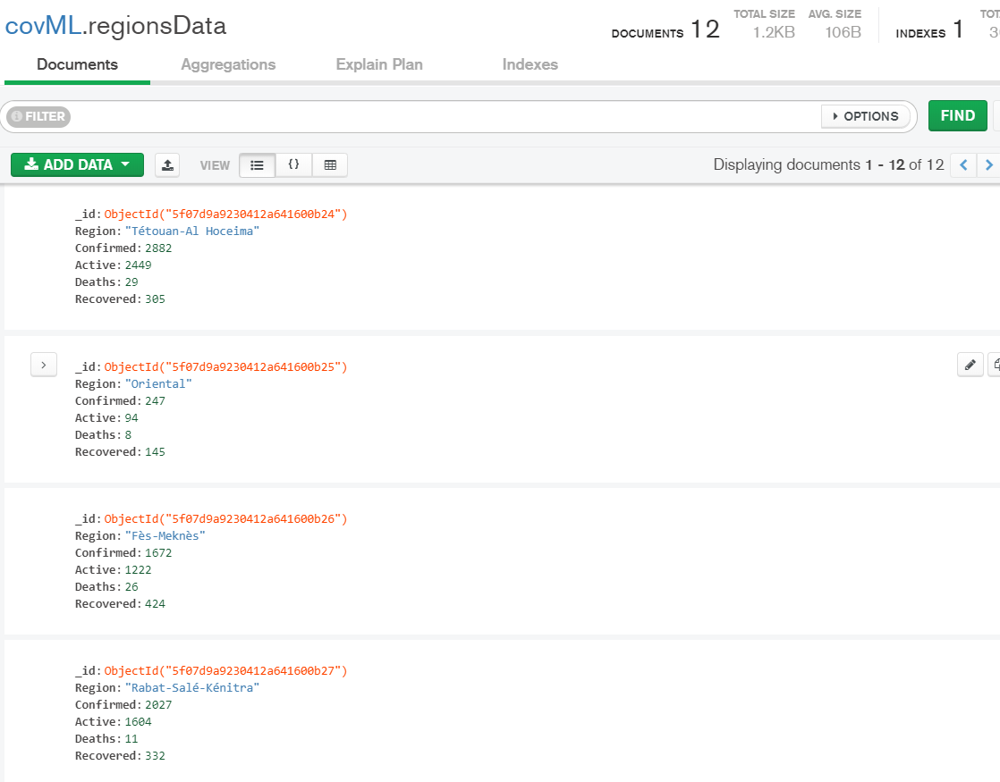 covML.regionsData
DOCUMENTS 12
TOTAL SIZE 1.2KB
AVG. SIZE 106B
INDEXES 1
Documents
Aggregations
Explain Plan
Indexes
FILTER
OPTIONS
FIND
ADD DATA
VIEW
{}
Displaying documents 1 - 12 of 12
_id: ObjectId("5f07d9a9230412a641600b24")
Region: "Tétouan-Al Hoceima"
Confirmed: 2882
Active: 2449
Deaths: 29
Recovered: 305
_id: ObjectId("5f07d9a9230412a641600b25")
Region: "Oriental"
Confirmed: 247
Active: 94
Deaths: 8
Recovered: 145
_id: ObjectId("5f07d9a9230412a641600b26")
Region: "Fès-Meknès"
Confirmed: 1672
Active: 1222
Deaths: 26
Recovered: 424
_id: ObjectId("5f07d9a9230412a641600b27")
Region: "Rabat-Salé-Kénitra"
Confirmed: 2027
Active: 1604
Deaths: 11
Recovered: 332